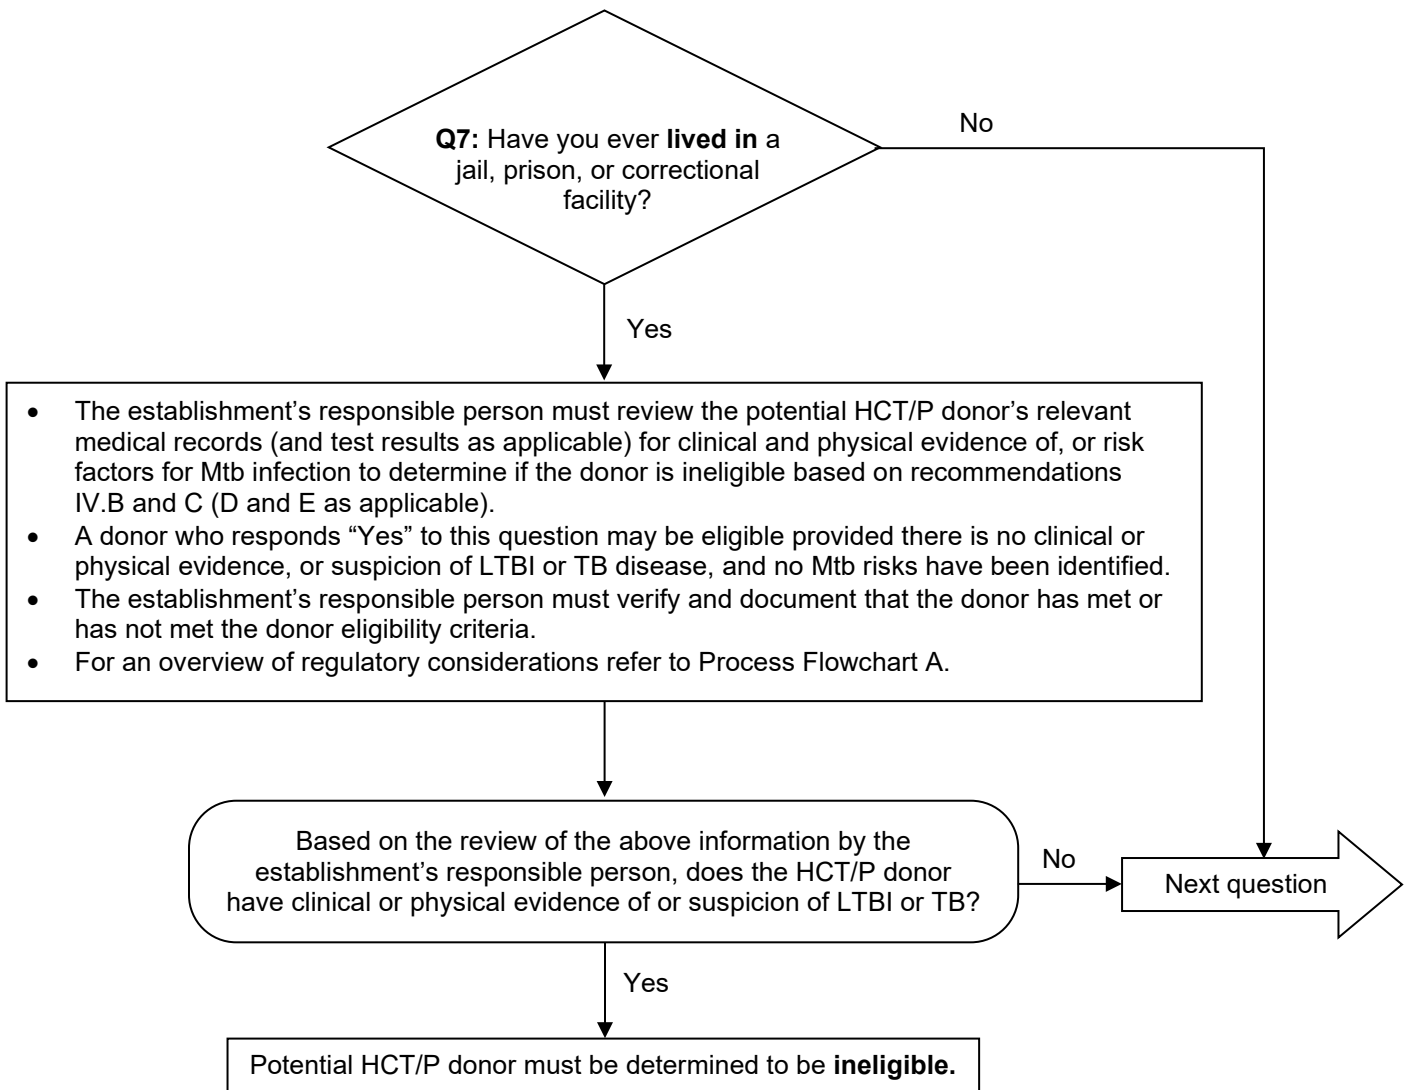 Q7: Have you ever lived in a
jail, prison, or correctional
facility?
No
Yes
• The establishment’s responsible person must review the potential HCT/P donor’s relevant
medical records (and test results as applicable) for clinical and physical evidence of, or risk
factors for Mtb infection to determine if the donor is ineligible based on recommendations
IV.B and C (D and E as applicable).
• A donor who responds “Yes” to this question may be eligible provided there is no clinical or
physical evidence, or suspicion of LTBI or TB disease, and no Mtb risks have been identified.
• The establishment’s responsible person must verify and document that the donor has met or
has not met the donor eligibility criteria.
• For an overview of regulatory considerations refer to Process Flowchart A.
Based on the review of the above information by the
establishment’s responsible person, does the HCT/P donor
have clinical or physical evidence of or suspicion of LTBI or TB?
No
Next question
Yes
Potential HCT/P donor must be determined to be ineligible.